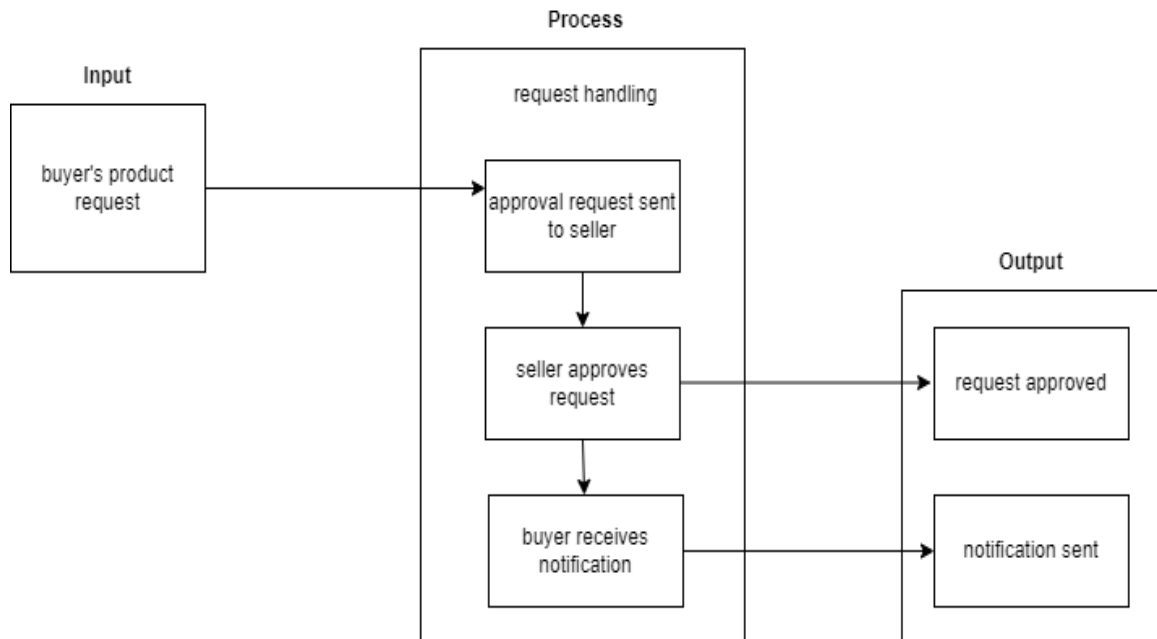 Process
Input
request handling
buyer's product
request
approval request sent
to seller
Output
seller approves
request
request approved
buyer receives
notification
notification sent